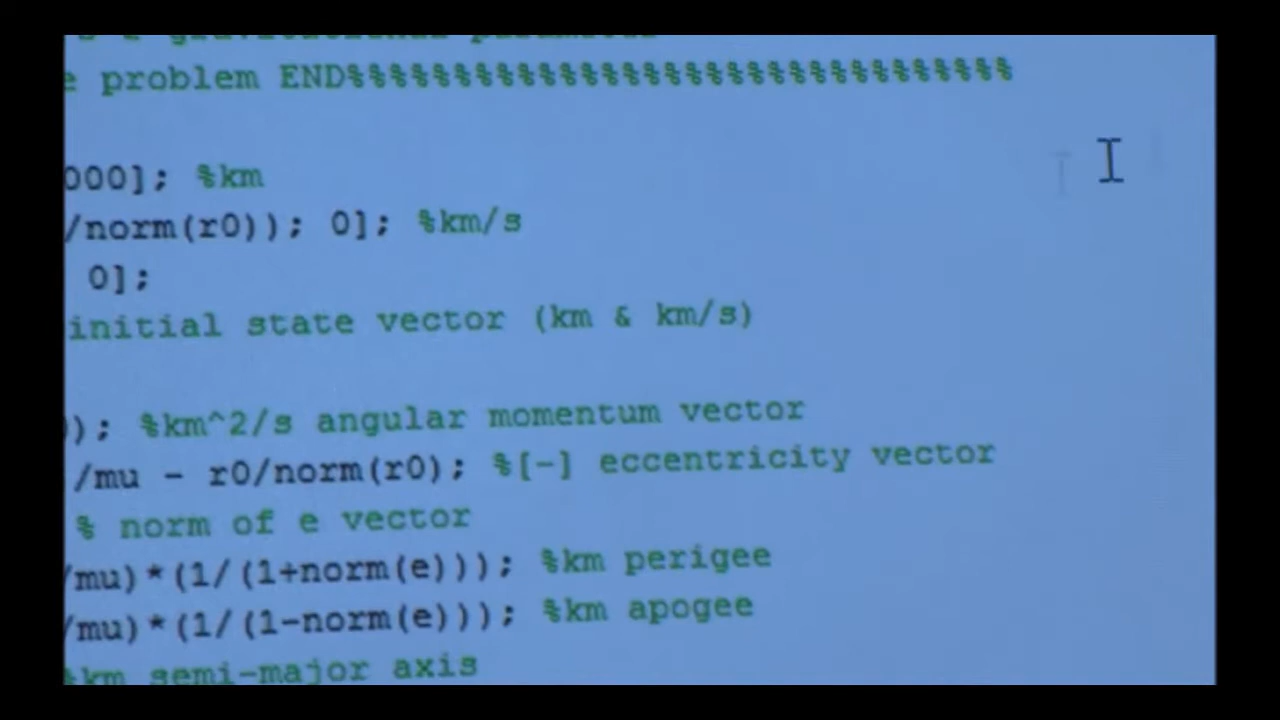 gravitational parameter
e problem END%%%%%%%%%%%%%%%%%%%%%%%%%%%%%%%%
000]; %km
/norm(r0)); 0]; %km/s
0];
initial state vector (km & km/s)
)); %km^2/s angular momentum vector
/mu - r0/norm(r0); %[-] eccentricity vector
% norm of e vector
/mu)*(1/(1+norm(e))); %km perigee
/mu)*(1/(1-norm(e))); %km apogee
%km semi-major axis